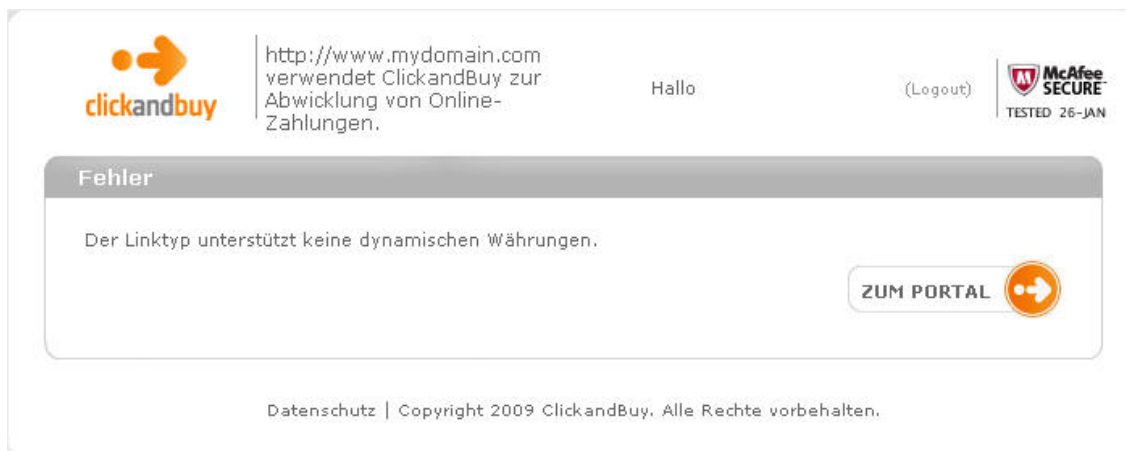 clickandbuy
http://www.mydomain.com
verwendet ClickandBuy zur
Abwicklung von Online-
Zahlungen.
Hallo
(Logout)
McAfee
SECURE
TESTED 26-JAN
Fehler
Der Linktyp unterstützt keine dynamischen Währungen.
ZUM PORTAL
Datenschutz | Copyright 2009 ClickandBuy. Alle Rechte vorbehalten.